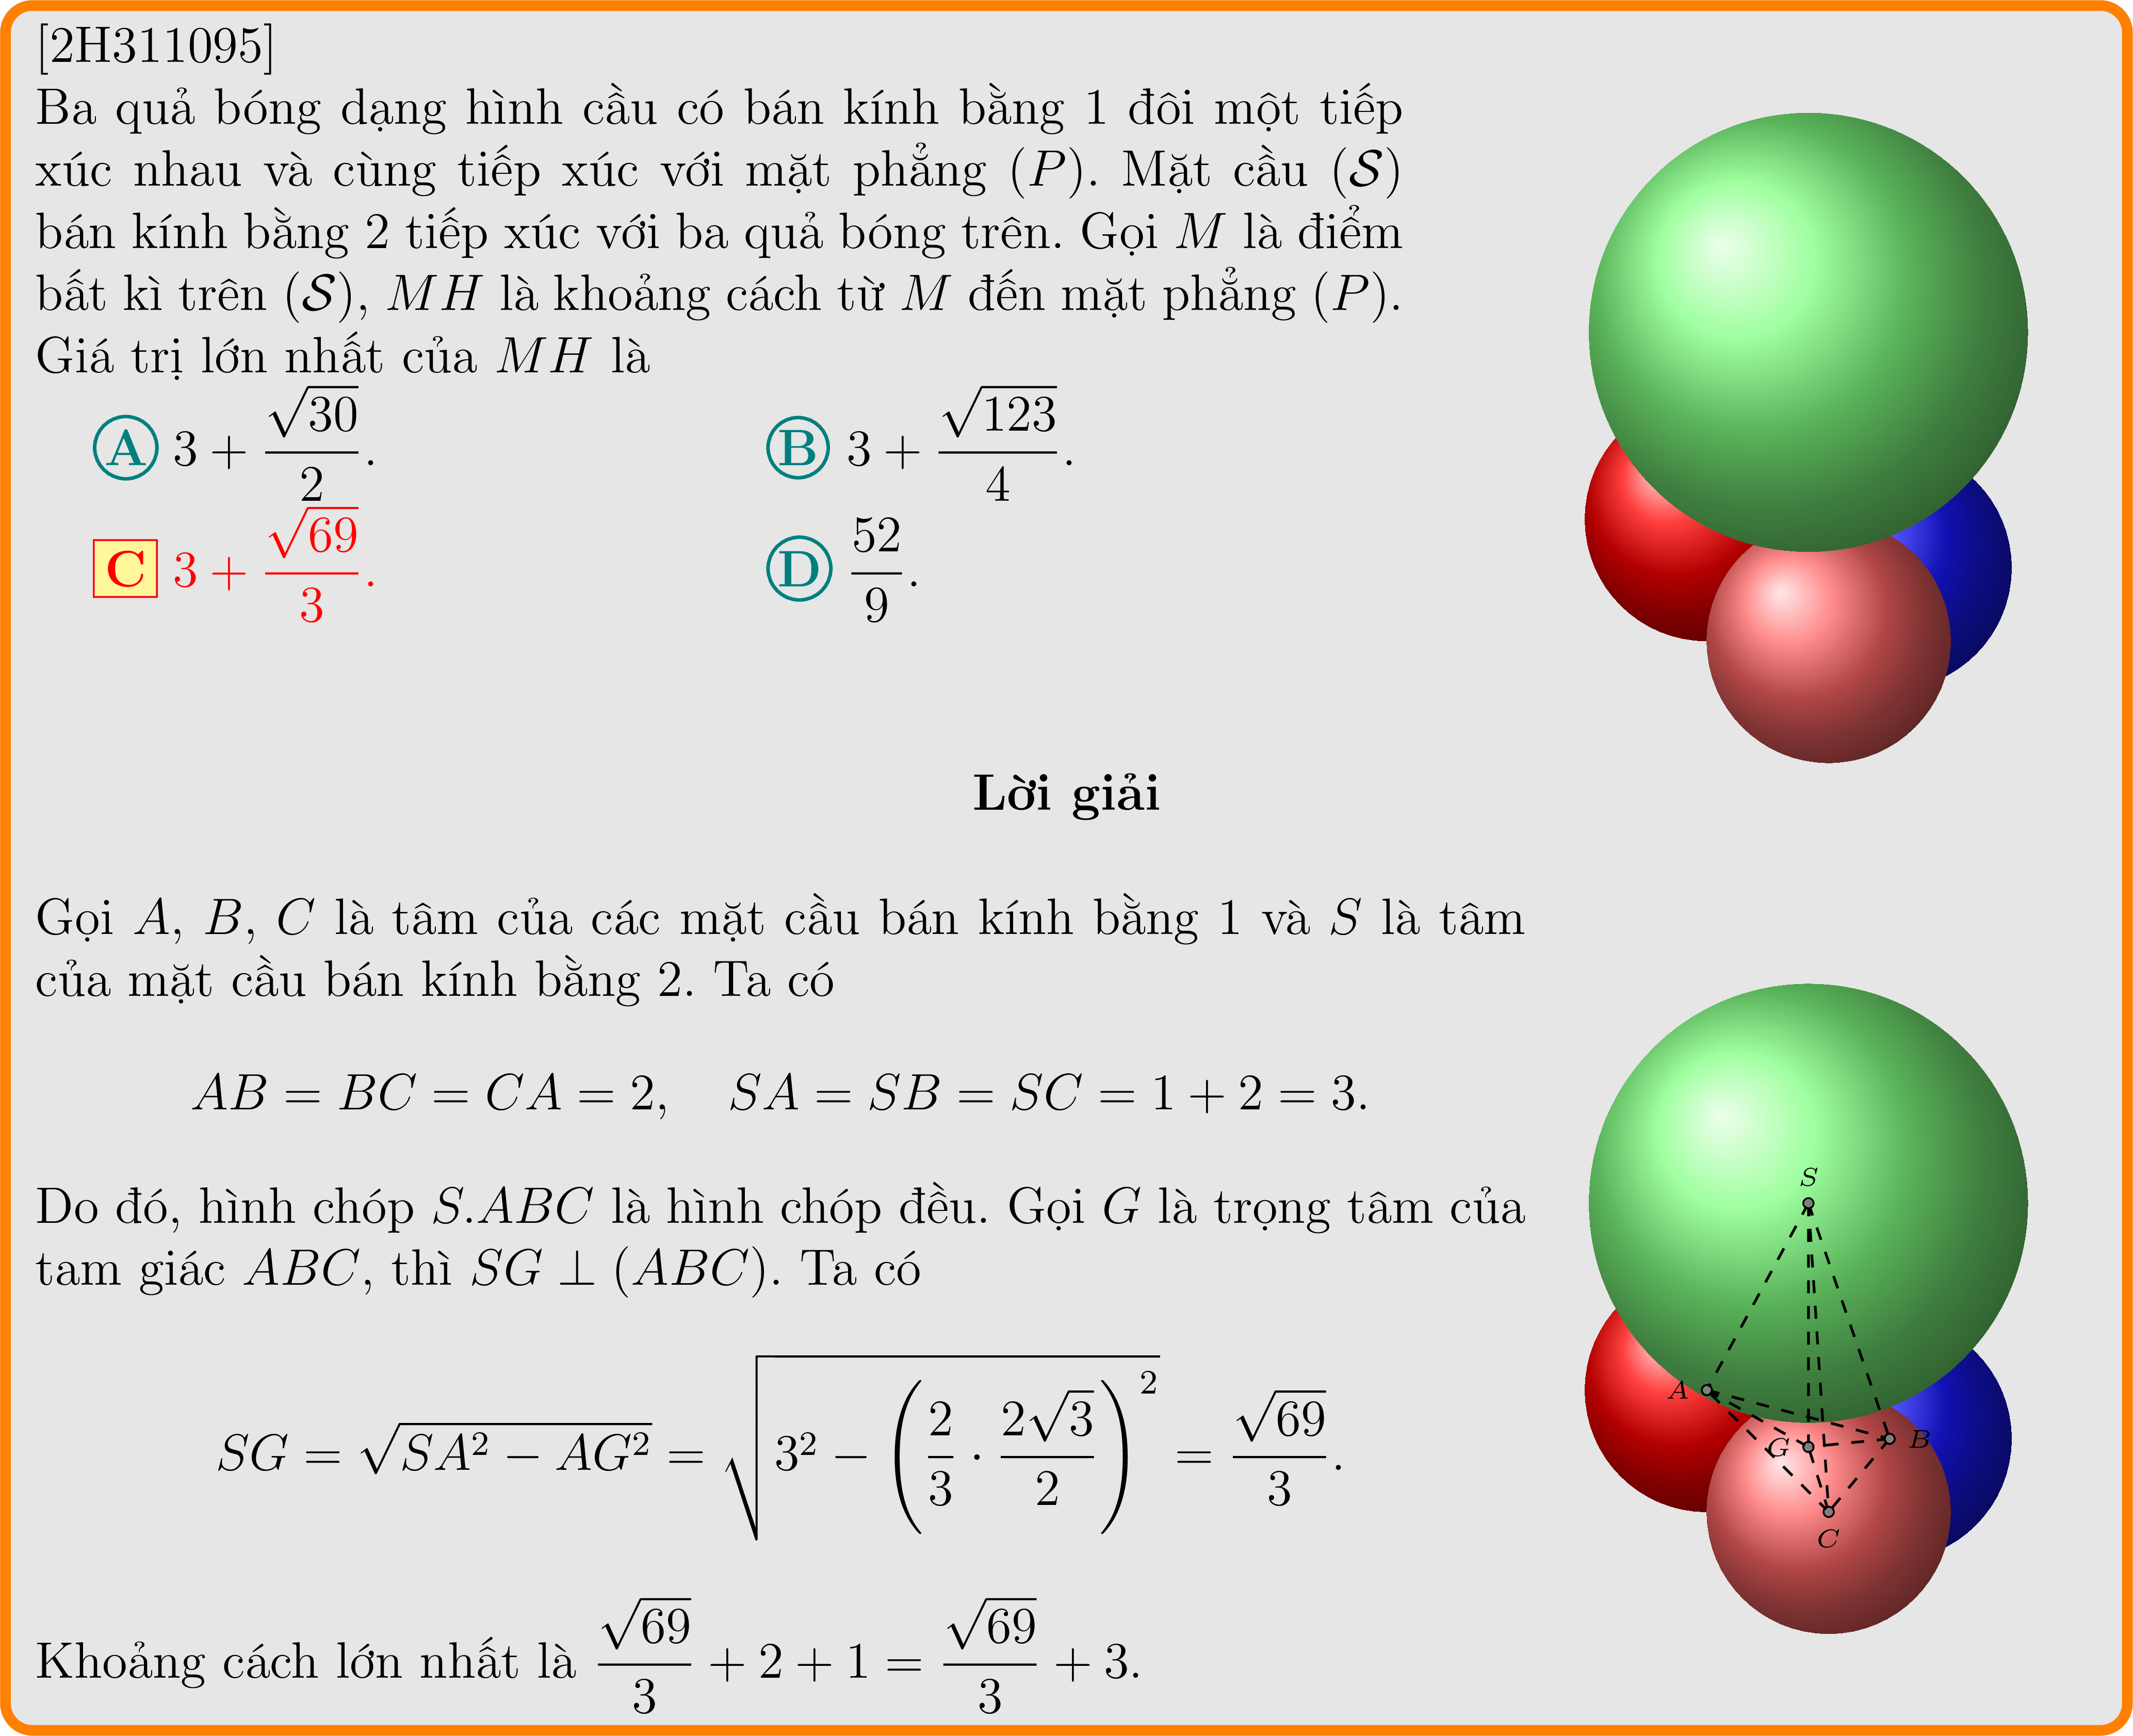 [2H311095]
Ba quả bóng dạng hình cầu có bán kính bằng 1 đôi một tiếp
xúc nhau và cùng tiếp xúc với mặt phẳng (P). Mặt cầu (𝒮)
bán kính bằng 2 tiếp xúc với ba quả bóng trên. Gọi M là điểm
bất kì trên (𝒮), MH là khoảng cách từ M đến mặt phẳng (P).
Giá trị lớn nhất của MH là
A 3 + \frac{\sqrt{30}}{2}. B 3 + \frac{\sqrt{123}}{4}.
C 3 + \frac{\sqrt{69}}{3}. D \frac{52}{9}.
Lời giải
Gọi A, B, C là tâm của các mặt cầu bán kính bằng 1 và S là tâm
của mặt cầu bán kính bằng 2. Ta có
AB = BC = CA = 2, SA = SB = SC = 1 + 2 = 3.
Do đó, hình chóp S.ABC là hình chóp đều. Gọi G là trọng tâm của
tam giác ABC, thì SG ⊥ (ABC). Ta có
SG = \sqrt{SA^2 − AG^2} = \sqrt{3^2 − \left(\frac{2}{3} · \frac{2\sqrt{3}}{2}\right)^2} = \frac{\sqrt{69}}{3}.
Khoảng cách lớn nhất là \frac{\sqrt{69}}{3} + 2 + 1 = \frac{\sqrt{69}}{3} + 3.
S
A
G
B
C